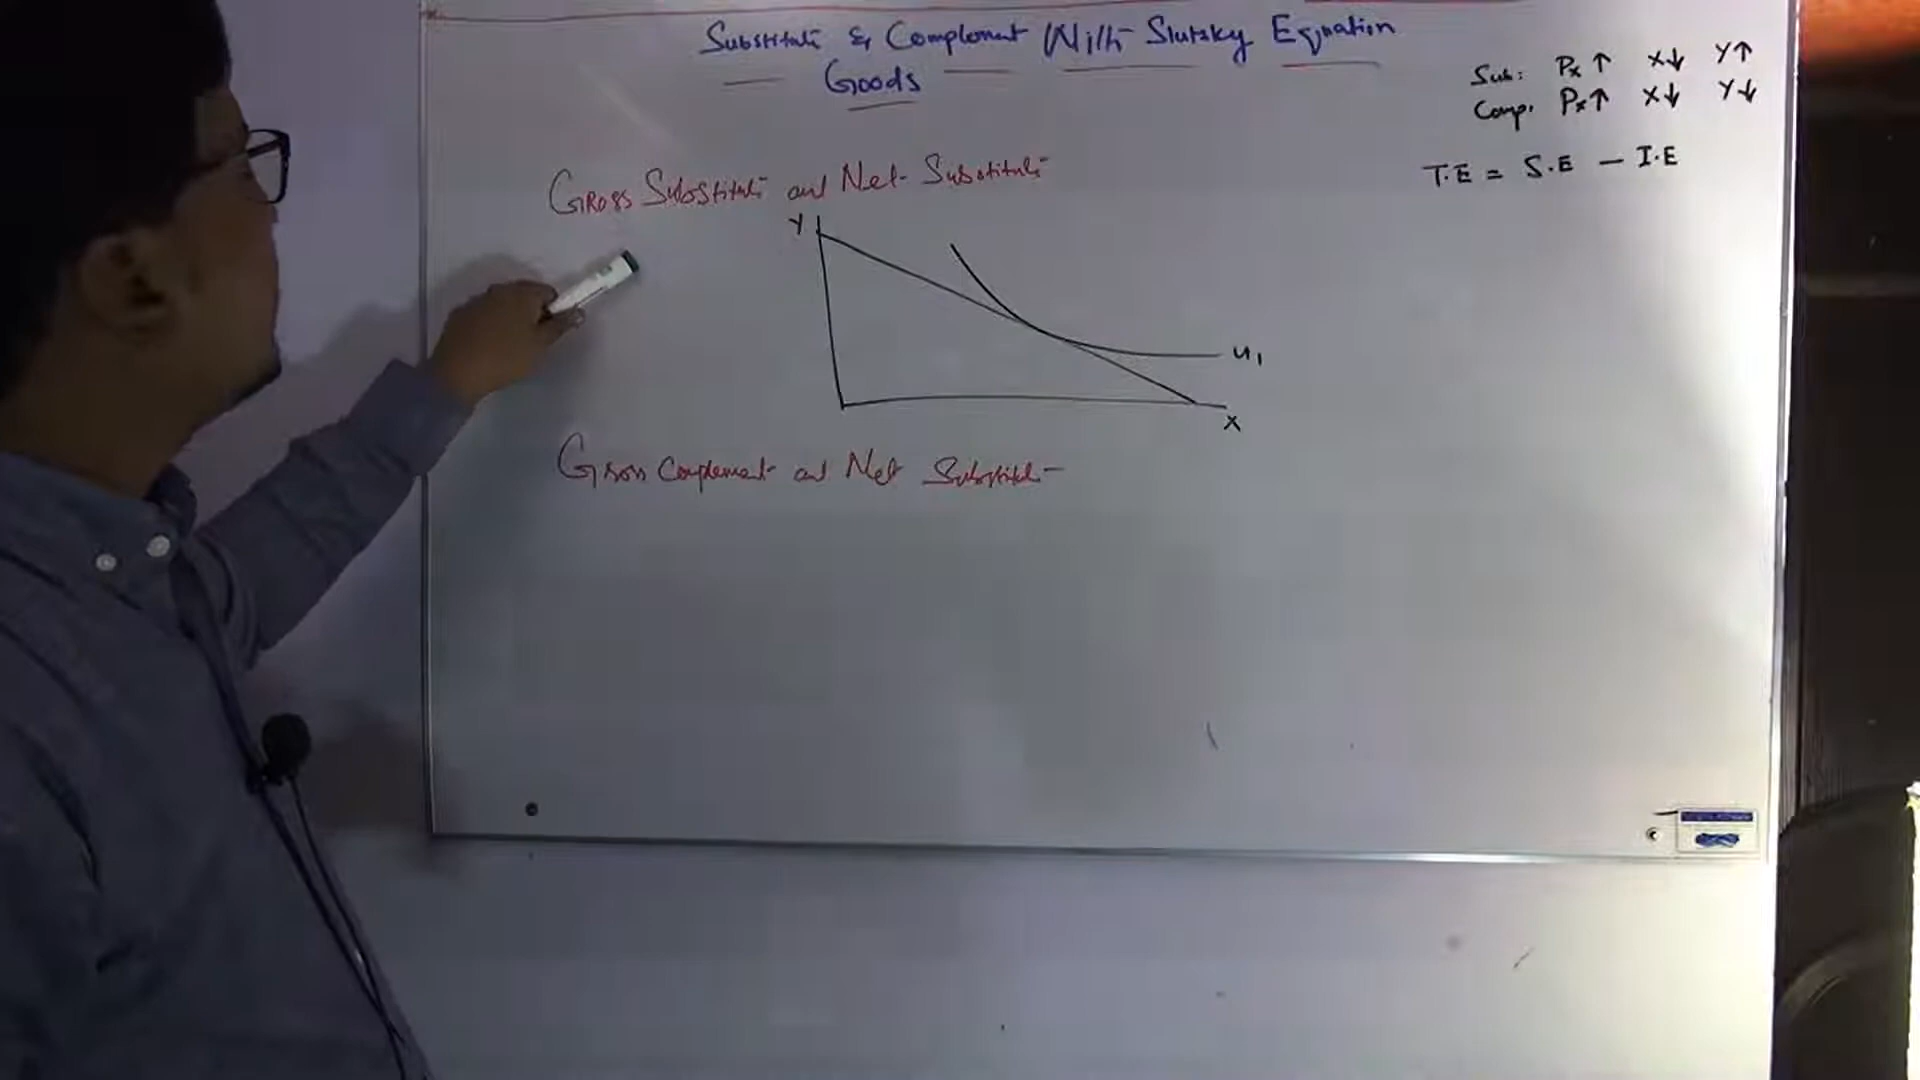 Substitute & Complement With Slutsky Equation
Goods
Sub: Px ↑ X↓ Y↑
Comp. Px↑ X↓ Y↓
T.E = S.E – I.E
Gross Substitute and Net Substitute
Y
U1
X
Gross Complement and Net Substitute